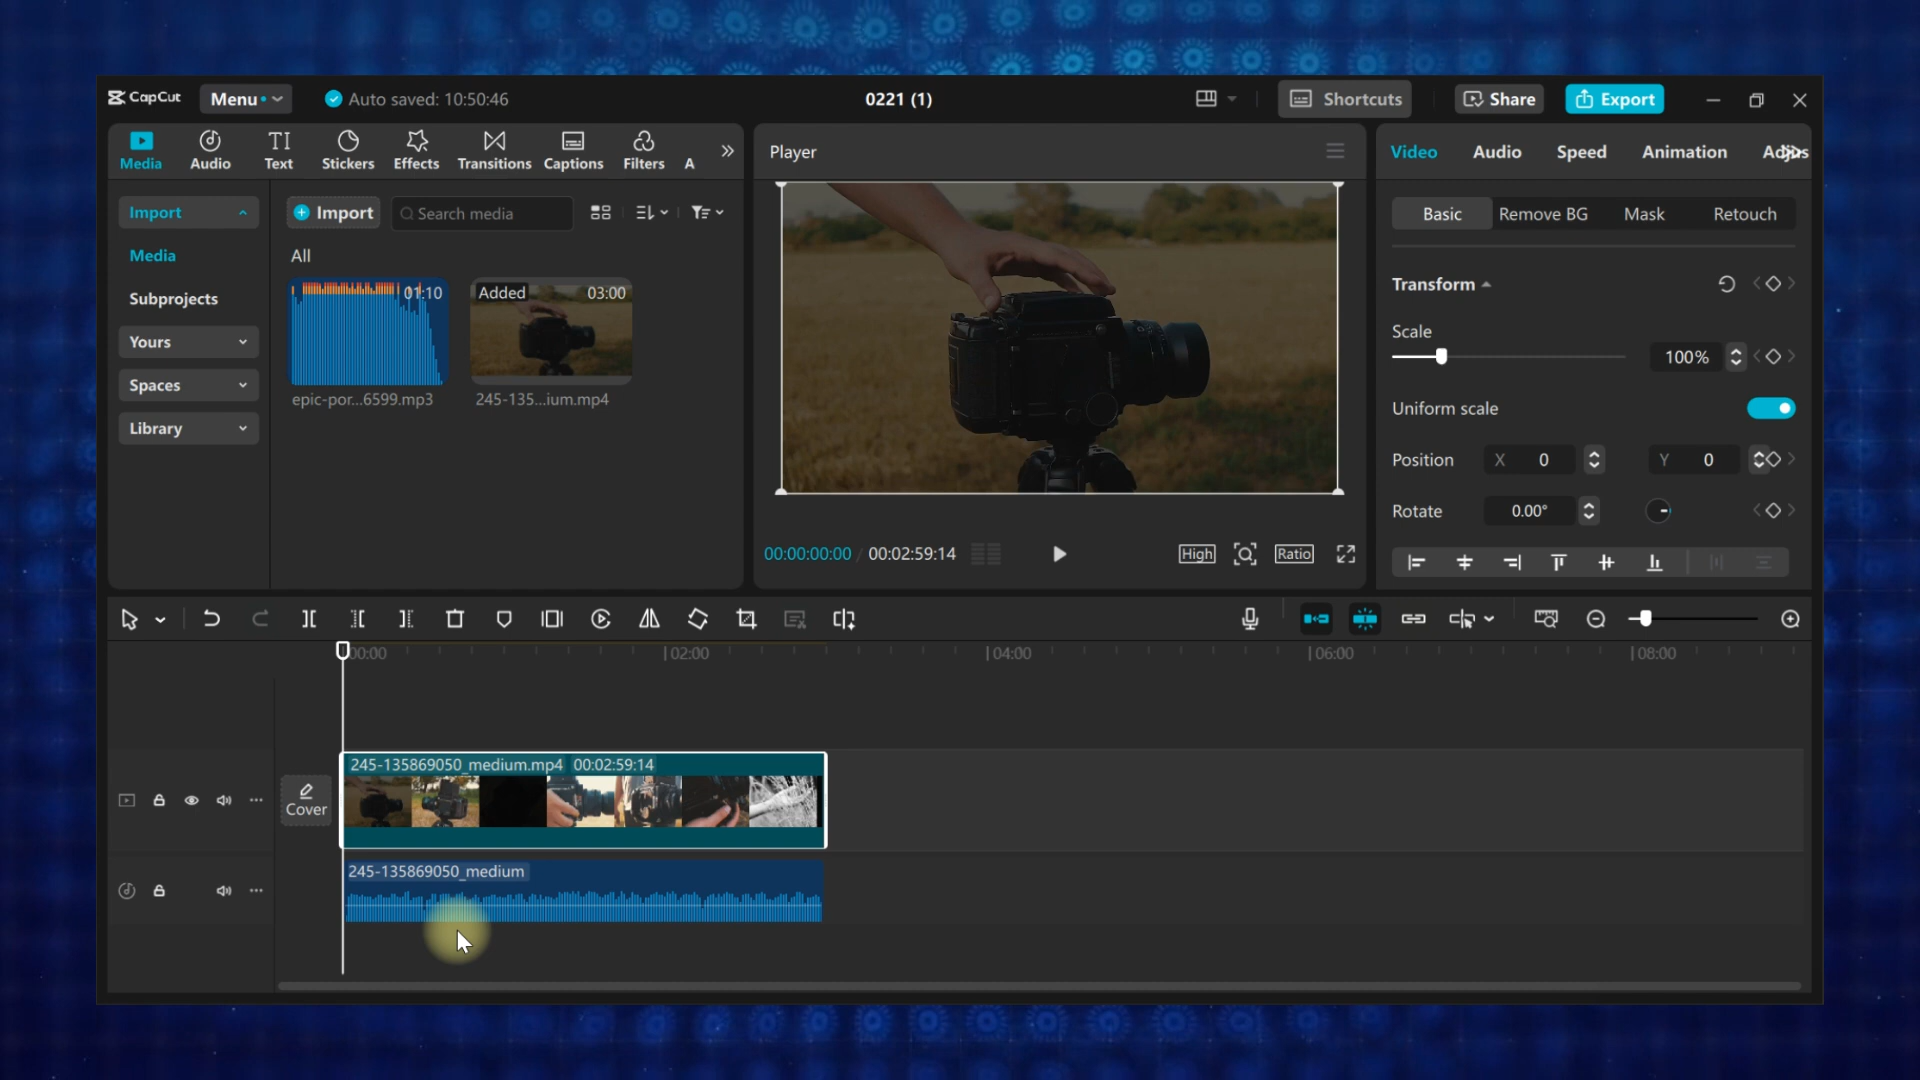 CapCut
Menu
Auto saved: 10:50:46
0221 (1)
Shortcuts
Share
Export
Media
Audio
Text
Stickers
Effects
Transitions
Captions
Filters
A
Import
Media
Subprojects
Yours
Spaces
Library
Import
Search media
All
01:10
epic-por...6599.mp3
Added
03:00
245-135...ium.mp4
Player
00:00:00:00 / 00:02:59:14
High
Ratio
Video
Audio
Speed
Animation
Basic
Remove BG
Mask
Retouch
Transform
Scale
100%
Uniform scale
Position
X 0
Y 0
Rotate
0.00°
00:00
02:00
04:00
06:00
08:00
Cover
245-135869050_medium.mp4 00:02:59:14
245-135869050_medium